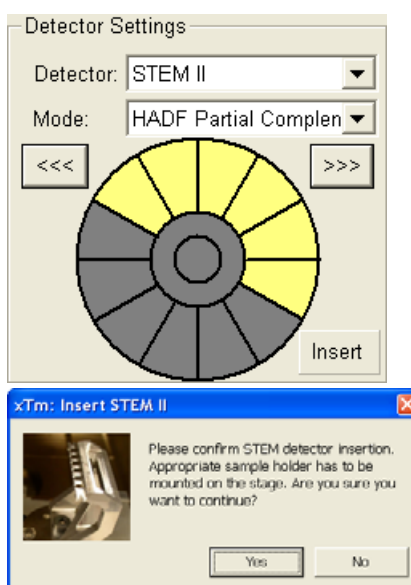 Detector Settings
Detector: STEM II
Mode: HADF Partial Complen
<<< >>>
Insert
xTm: Insert STEM II
Please confirm STEM detector insertion.
Appropriate sample holder has to be
mounted on the stage. Are you sure you
want to continue?
Yes No